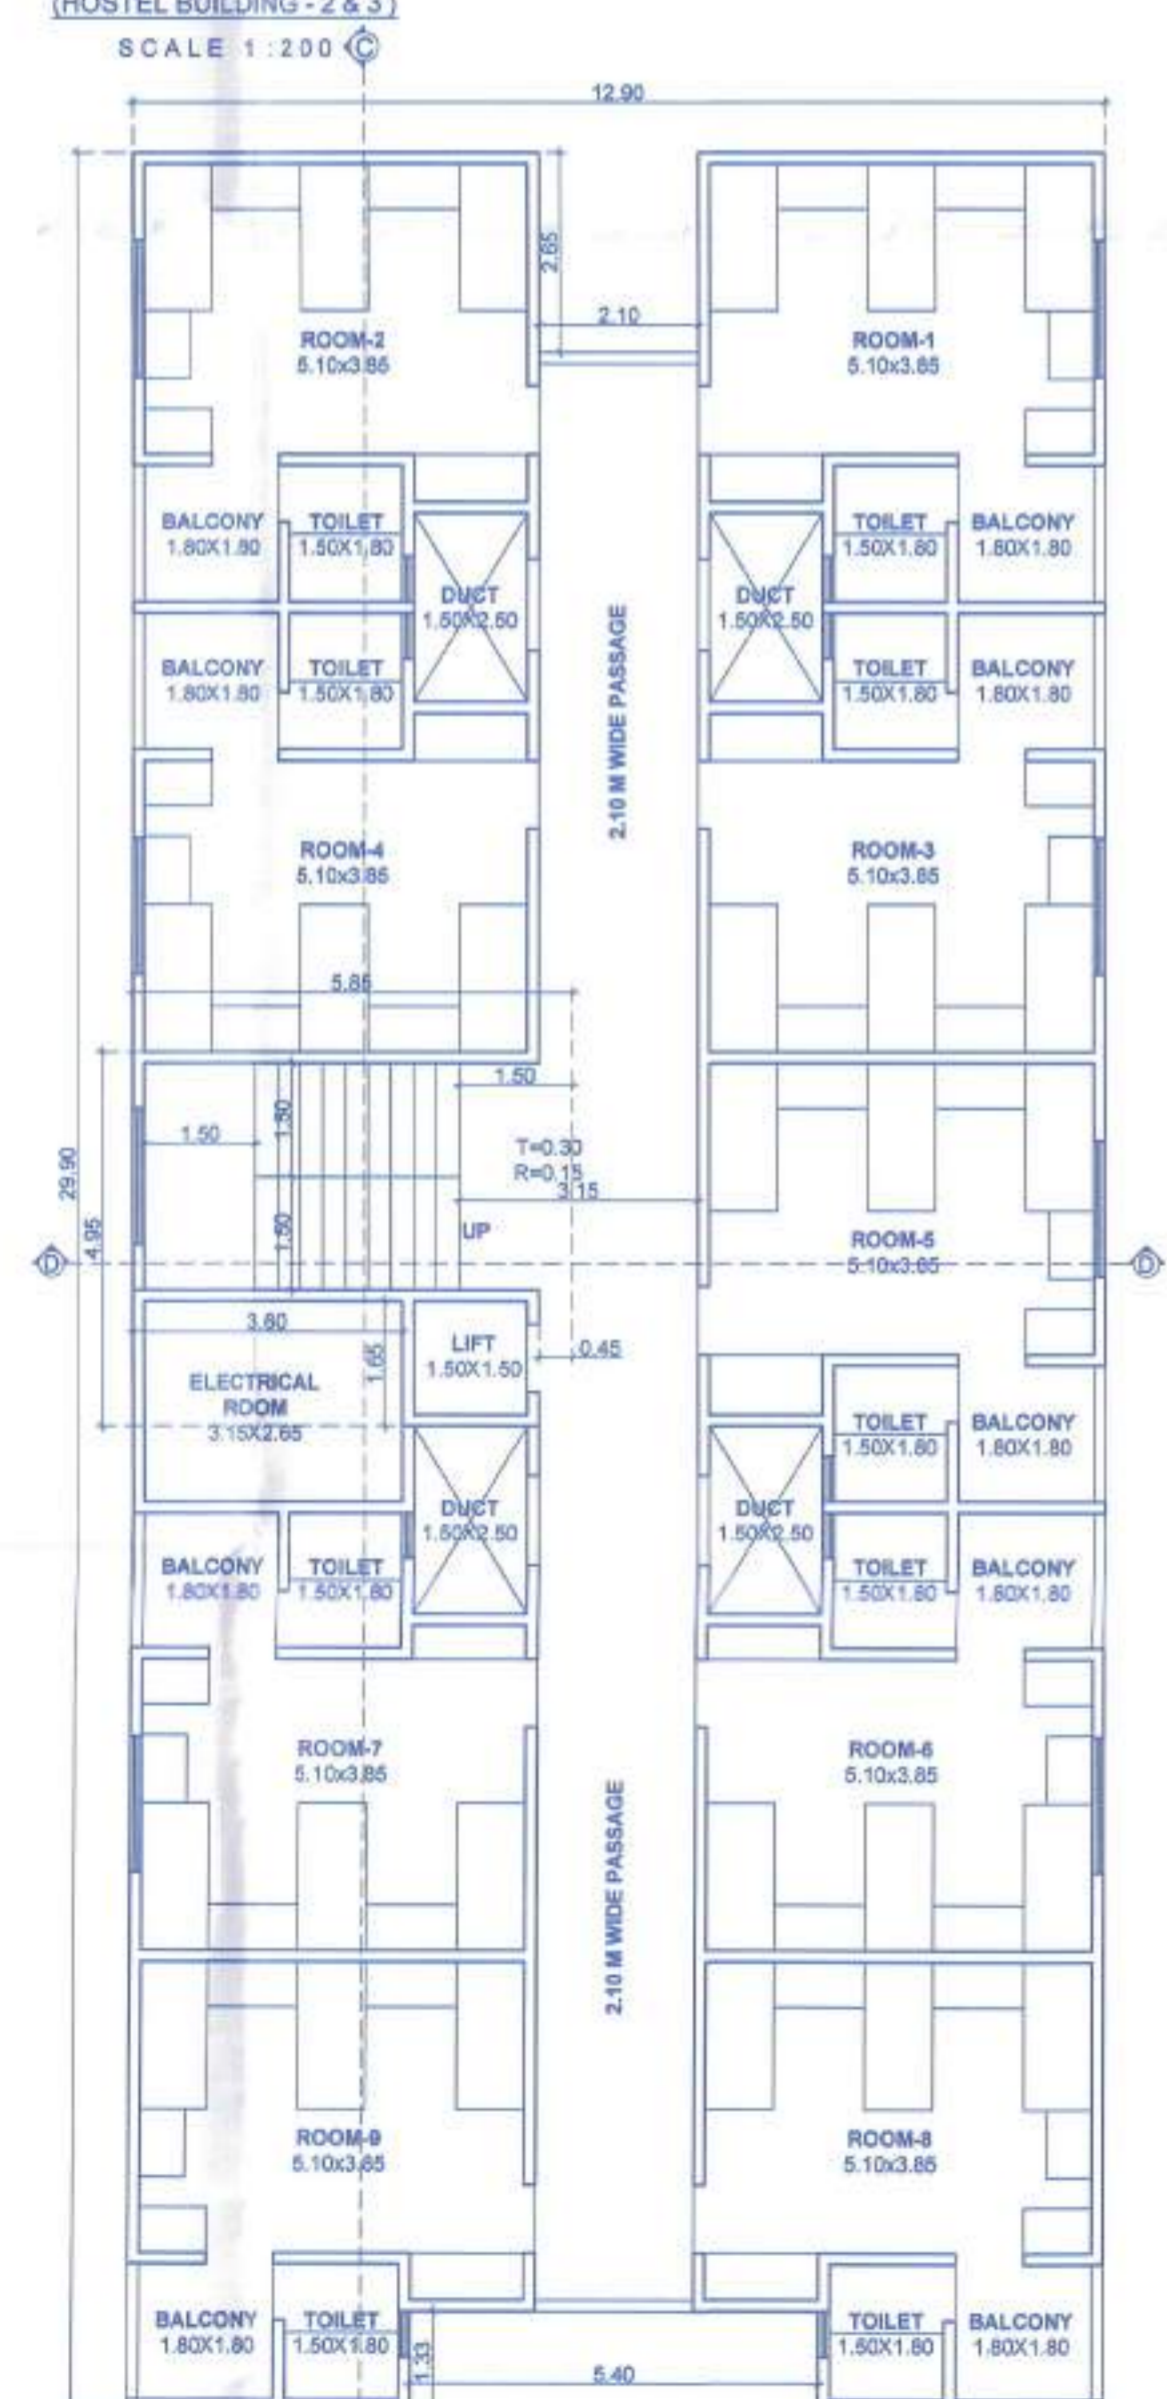 (HOSTEL BUILDING - 2 & 3)
SCALE 1:200
C
12.90
2.65
2.10
ROOM-2
5.10x3.85
ROOM-1
5.10x3.85
BALCONY
1.80X1.80
TOILET
1.50X1.80
TOILET
1.50X1.80
BALCONY
1.80X1.80
DUCT
1.50X2.50
DUCT
1.50X2.50
BALCONY
1.80X1.80
TOILET
1.50X1.80
TOILET
1.50X1.80
BALCONY
1.80X1.80
2.10 M WIDE PASSAGE
ROOM-4
5.10x3.85
ROOM-3
5.10x3.85
5.85
1.50
1.50
1.50
T=0.30
R=0.15
3.15
29.90
4.95
1.50
UP
ROOM-5
5.10x3.85
D
D
3.60
1.65
LIFT
1.50X1.50
0.45
ELECTRICAL
ROOM
3.15X2.65
TOILET
1.50X1.80
BALCONY
1.80X1.80
DUCT
1.50X2.50
DUCT
1.50X2.50
BALCONY
1.80X1.80
TOILET
1.50X1.80
TOILET
1.50X1.80
BALCONY
1.80X1.80
ROOM-7
5.10x3.85
ROOM-6
5.10x3.85
2.10 M WIDE PASSAGE
ROOM-9
5.10x3.85
ROOM-8
5.10x3.85
BALCONY
1.80X1.80
TOILET
1.50X1.80
1.33
5.40
TOILET
1.50X1.80
BALCONY
1.80X1.80